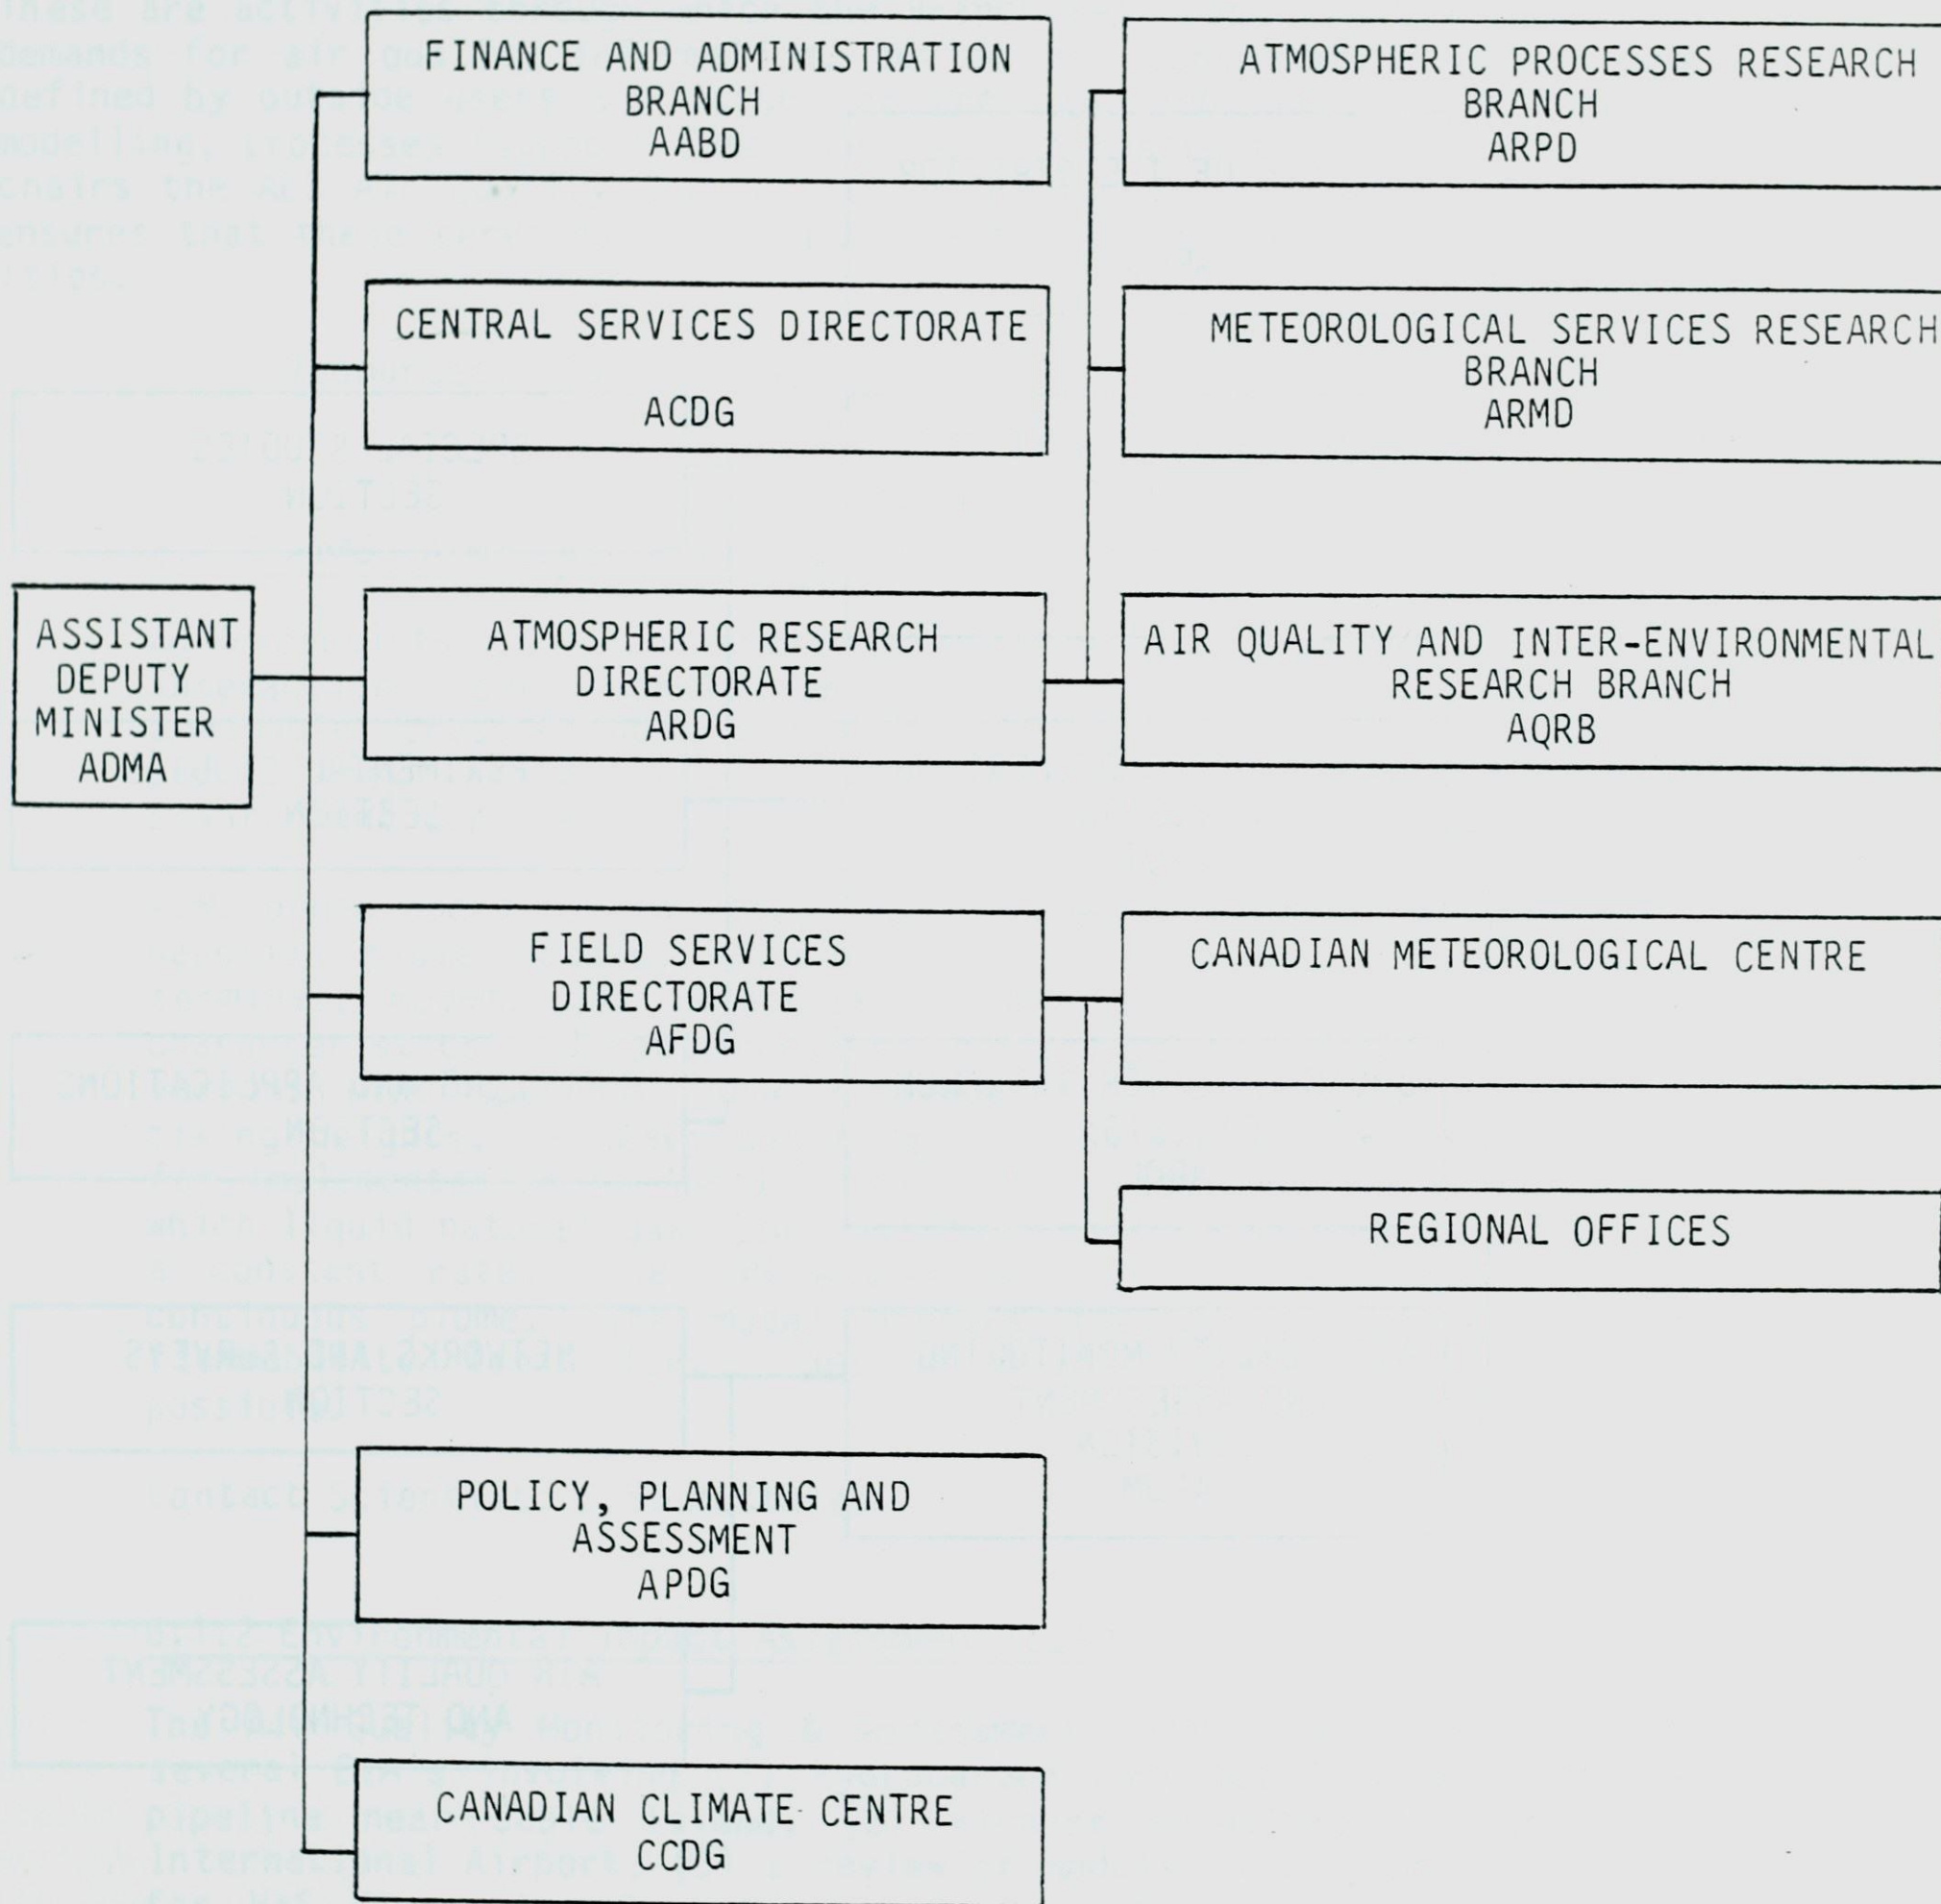 FINANCE AND ADMINISTRATION
BRANCH
AABD
ATMOSPHERIC PROCESSES RESEARCH
BRANCH
ARPD
CENTRAL SERVICES DIRECTORATE
ACDG
METEOROLOGICAL SERVICES RESEARCH
BRANCH
ARMD
ASSISTANT
DEPUTY
MINISTER
ADMA
ATMOSPHERIC RESEARCH
DIRECTORATE
ARDG
AIR QUALITY AND INTER-ENVIRONMENTAL
RESEARCH BRANCH
AQRB
FIELD SERVICES
DIRECTORATE
AFDG
CANADIAN METEOROLOGICAL CENTRE
REGIONAL OFFICES
POLICY, PLANNING AND
ASSESSMENT
APDG
CANADIAN CLIMATE CENTRE
CCDG